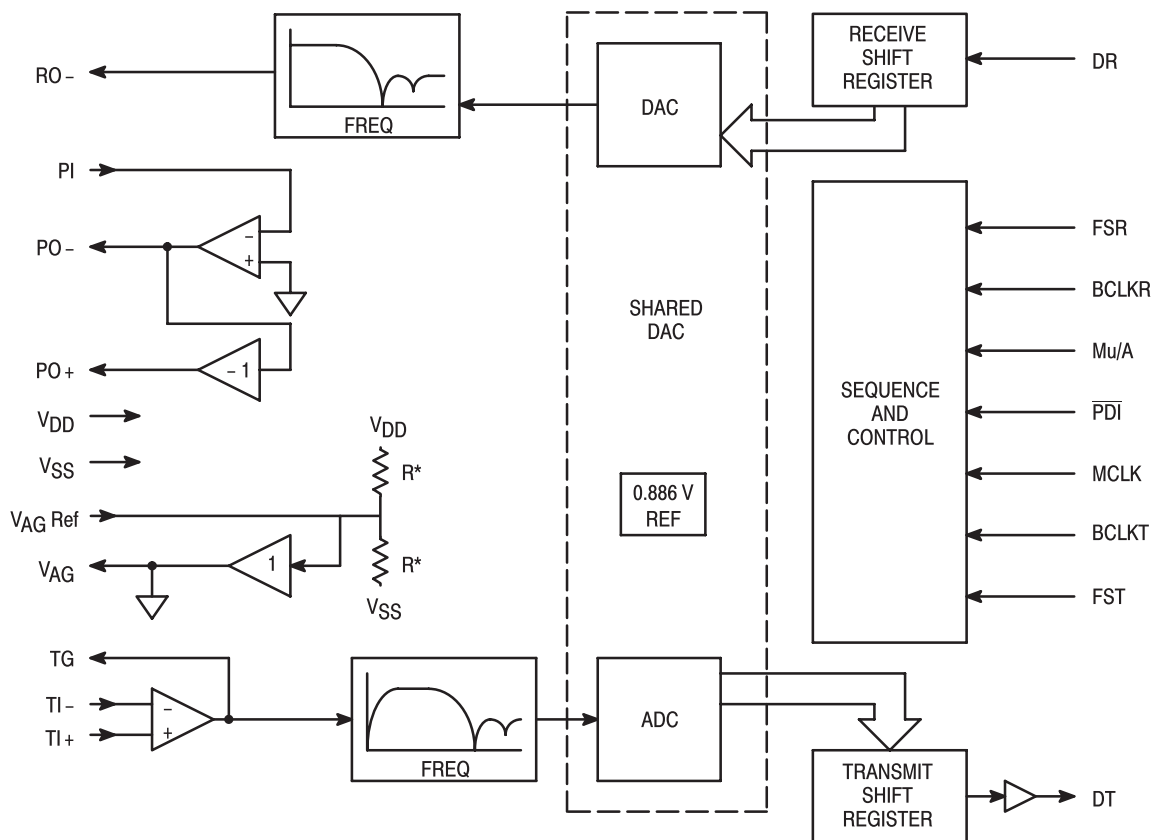 RO –
FREQ
DAC
RECEIVE
SHIFT
REGISTER
DR
PI
PO –
–
+
PO +
– 1
VDD
VSS
VAG Ref
VAG
1
VDD
R*
R*
VSS
SHARED
DAC
0.886 V
REF
SEQUENCE
AND
CONTROL
FSR
BCLKR
Mu/A
PDI
MCLK
BCLKT
FST
TG
TI –
TI +
–
+
FREQ
ADC
TRANSMIT
SHIFT
REGISTER
DT